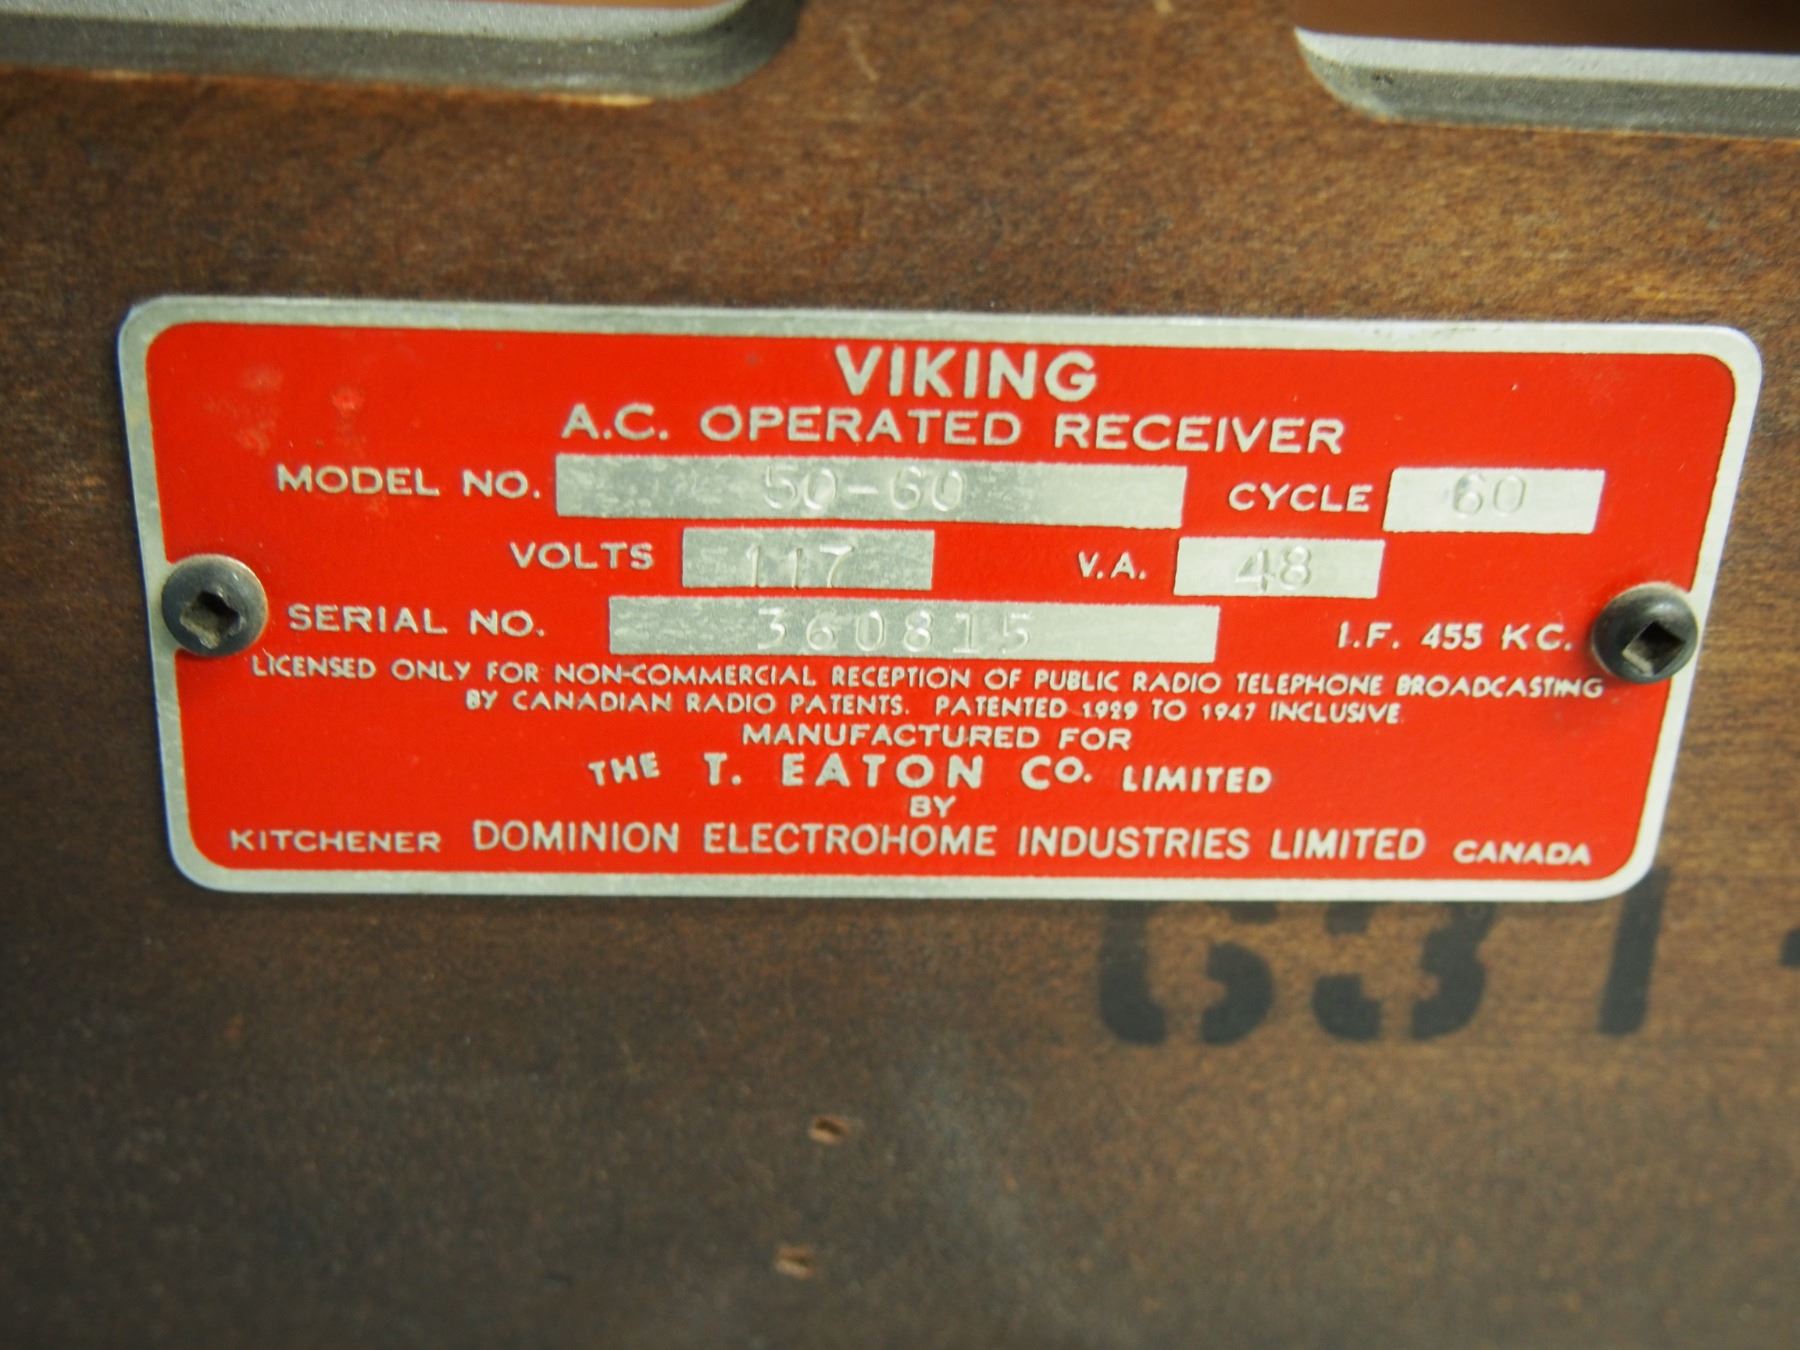 VIKING
A.C. OPERATED RECEIVER
MODEL NO. 50-60 CYCLE 60
VOLTS 117 V.A. 48
SERIAL NO. 360815 I.F. 455 KC.
LICENSED ONLY FOR NON-COMMERCIAL RECEPTION OF PUBLIC RADIO TELEPHONE BROADCASTING
BY CANADIAN RADIO PATENTS. PATENTED 1929 TO 1947 INCLUSIVE
MANUFACTURED FOR
THE T. EATON CO. LIMITED
BY
KITCHENER DOMINION ELECTROHOME INDUSTRIES LIMITED CANADA